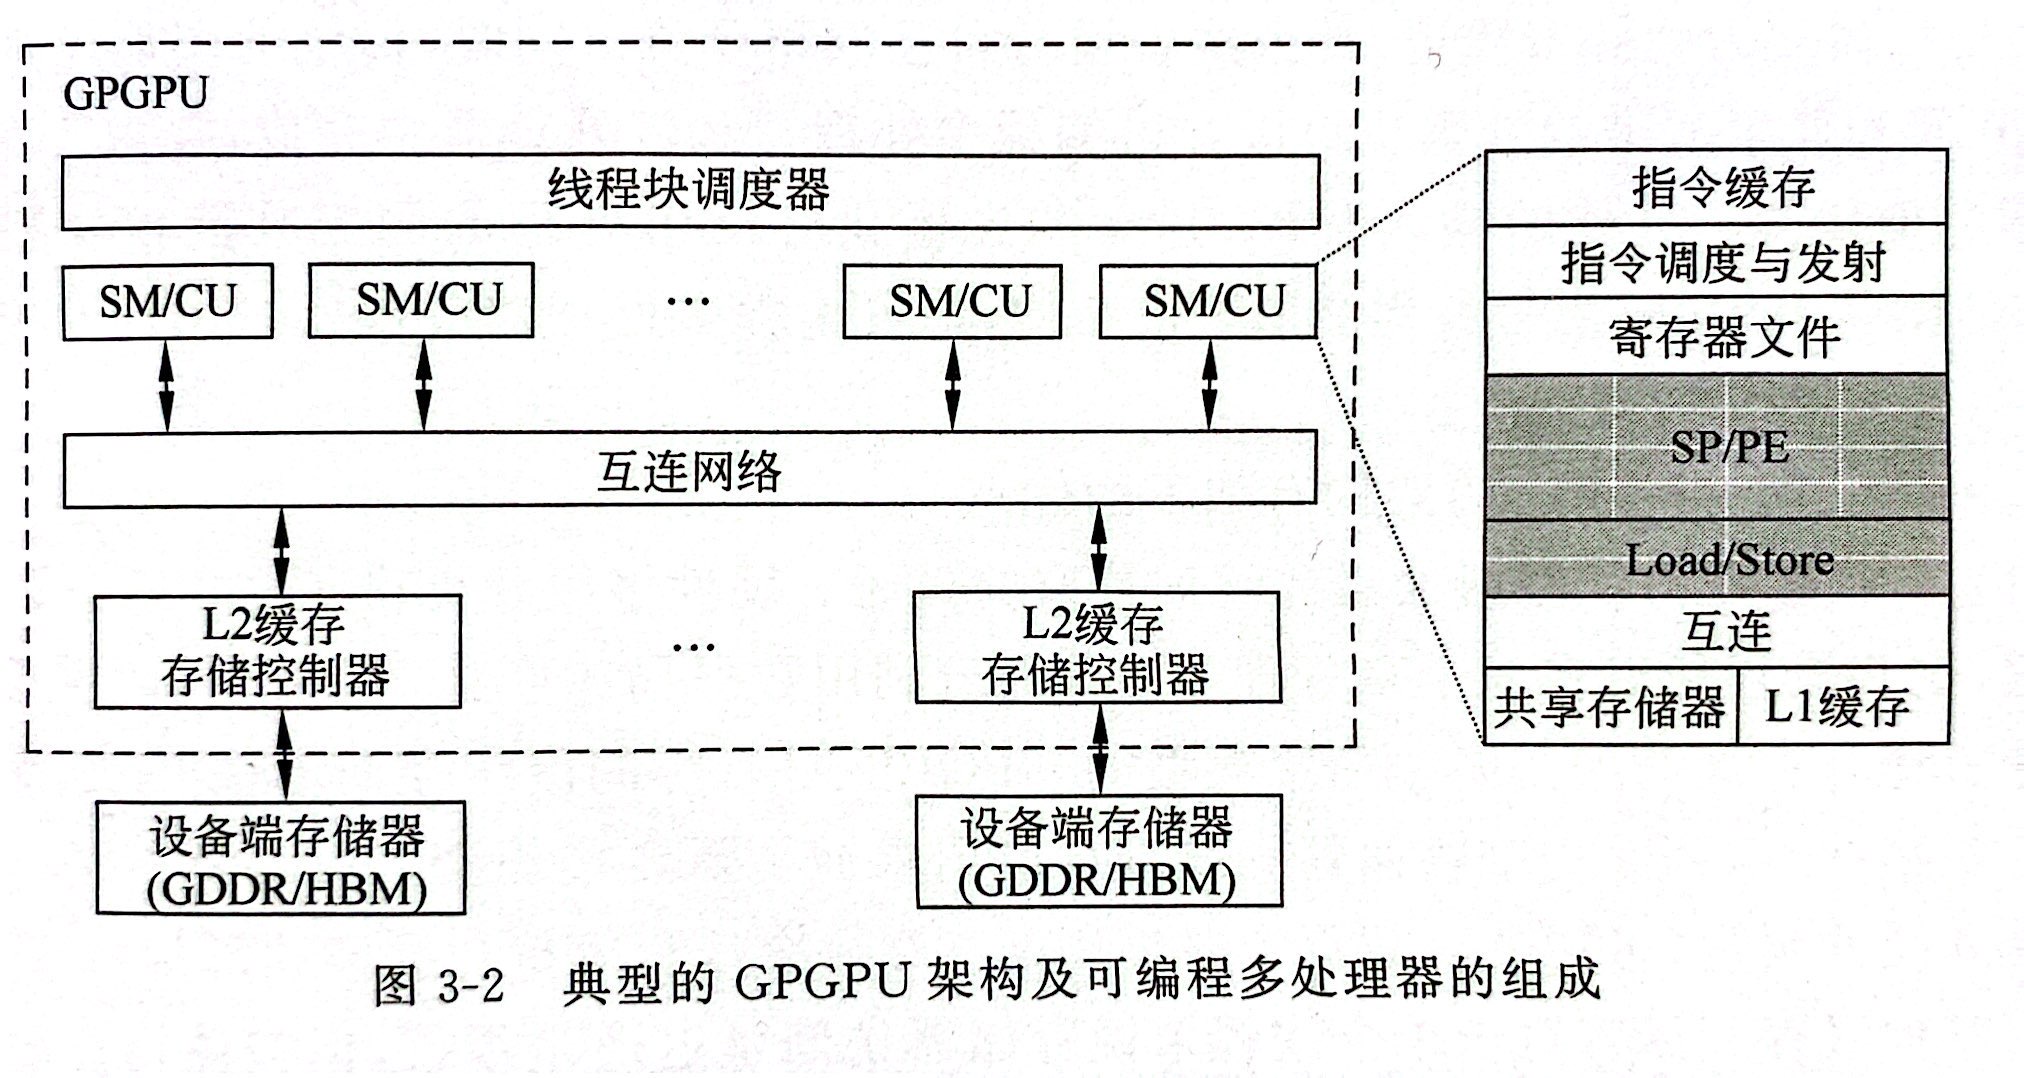 GPGPU
线程块调度器
SM/CU
SM/CU
...
SM/CU
SM/CU
互连网络
L2缓存
存储控制器
...
L2缓存
存储控制器
设备端存储器
(GDDR/HBM)
设备端存储器
(GDDR/HBM)
指令缓存
指令调度与发射
寄存器文件
SP/PE
Load/Store
互连
共享存储器
L1缓存
图 3-2 典型的 GPGPU 架构及可编程多处理器的组成